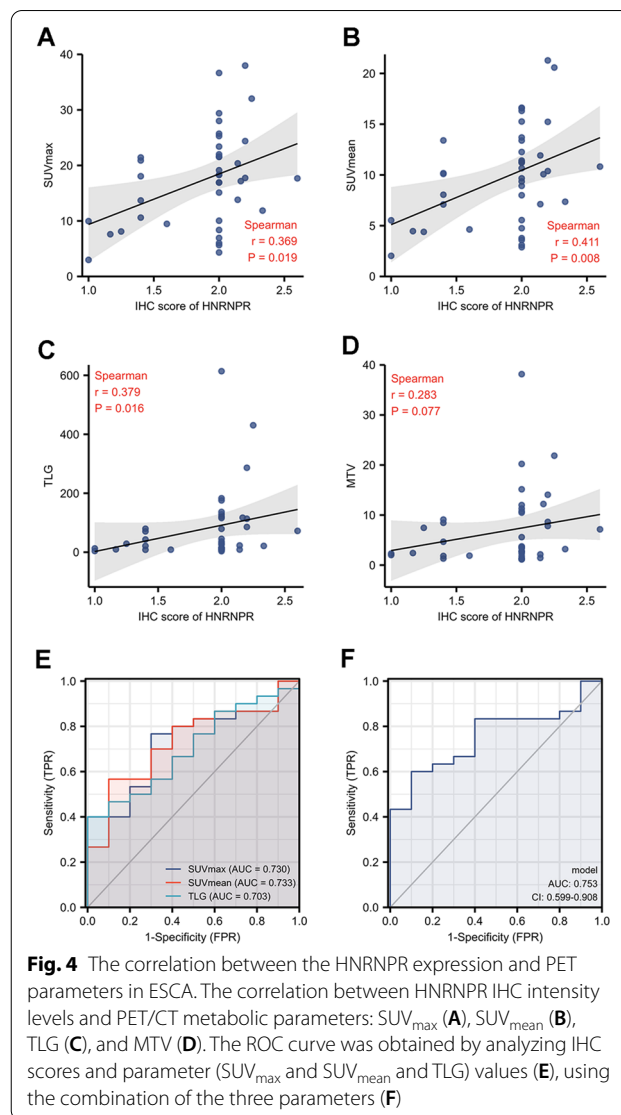 A
SUVmax
40
30
20
10
0
Spearman
r = 0.369
P = 0.019
1.0 1.5 2.0 2.5
IHC score of HNRNPR
B
SUVmean
20
15
10
5
0
Spearman
r = 0.411
P = 0.008
1.0 1.5 2.0 2.5
IHC score of HNRNPR
C
TLG
600
400
200
0
Spearman
r = 0.379
P = 0.016
1.0 1.5 2.0 2.5
IHC score of HNRNPR
D
MTV
40
30
20
10
0
Spearman
r = 0.283
P = 0.077
1.0 1.5 2.0 2.5
IHC score of HNRNPR
E
Sensitivity (TPR)
1.0
0.8
0.6
0.4
0.2
0.0
SUVmax (AUC = 0.730)
SUVmean (AUC = 0.733)
TLG (AUC = 0.703)
0.0 0.2 0.4 0.6 0.8 1.0
1-Specificity (FPR)
F
Sensitivity (TPR)
1.0
0.8
0.6
0.4
0.2
0.0
model
AUC: 0.753
CI: 0.599-0.908
0.0 0.2 0.4 0.6 0.8 1.0
1-Specificity (FPR)
Fig. 4 The correlation between the HNRNPR expression and PET
parameters in ESCA. The correlation between HNRNPR IHC intensity
levels and PET/CT metabolic parameters: SUVmax (A), SUVmean (B),
TLG (C), and MTV (D). The ROC curve was obtained by analyzing IHC
scores and parameter (SUVmax and SUVmean and TLG) values (E), using
the combination of the three parameters (F)